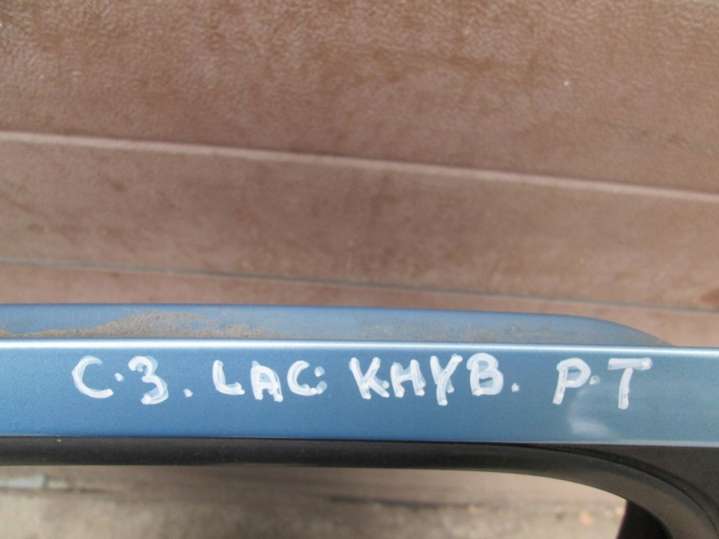 C.3. LAC: KHYB. P.T